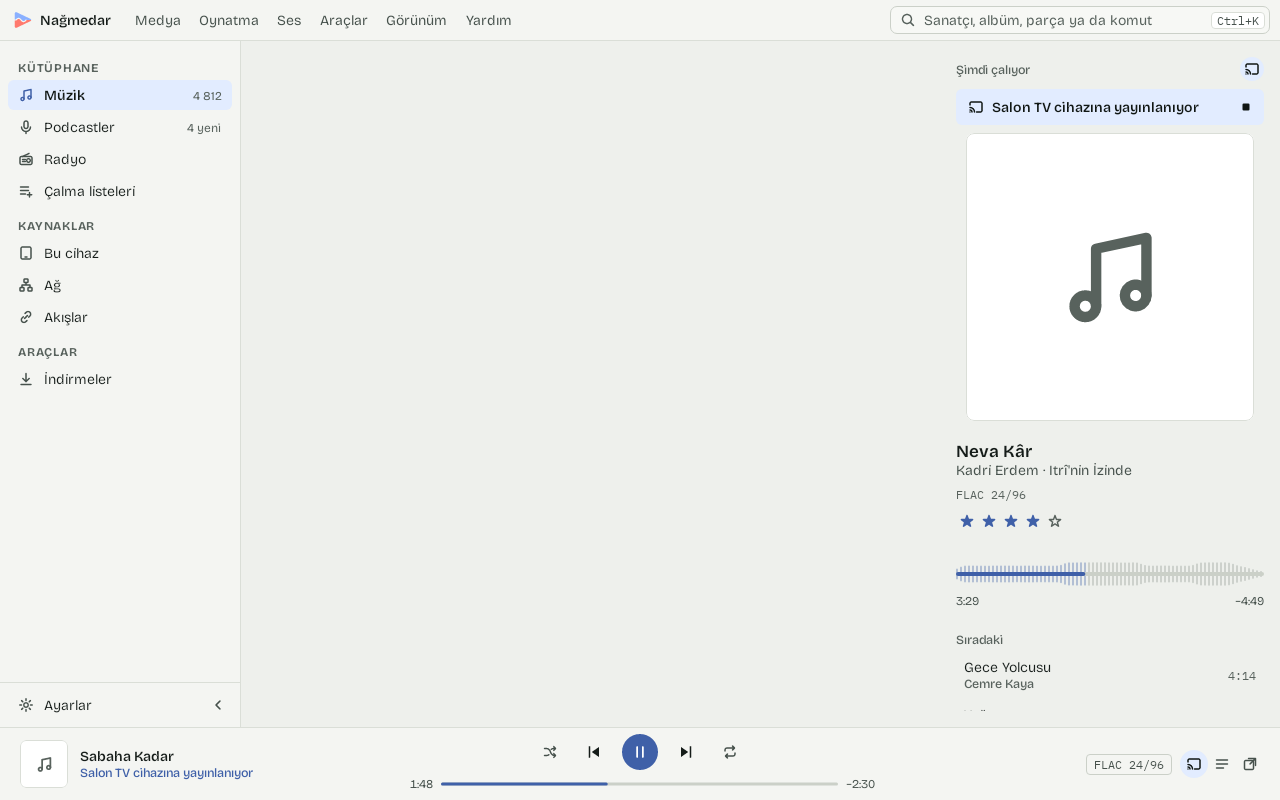 Nağmedar
Medya
Oynatma
Ses
Araçlar
Görünüm
Yardım
Sanatçı, albüm, parça ya da komut
Ctrl+K
KÜTÜPHANE
Müzik
4 812
Podcastler
4 yeni
Radyo
Çalma listeleri
KAYNAKLAR
Bu cihaz
Ağ
Akışlar
ARAÇLAR
İndirmeler
Ayarlar
Şimdi çalıyor
Salon TV cihazına yayınlanıyor
Neva Kâr
Kadri Erdem · Itrî'nin İzinde
FLAC 24/96
3:29
−4:49
Sıradaki
Gece Yolcusu
Cemre Kaya
4:14
Sabaha Kadar
Salon TV cihazına yayınlanıyor
1:48
−2:30
FLAC 24/96